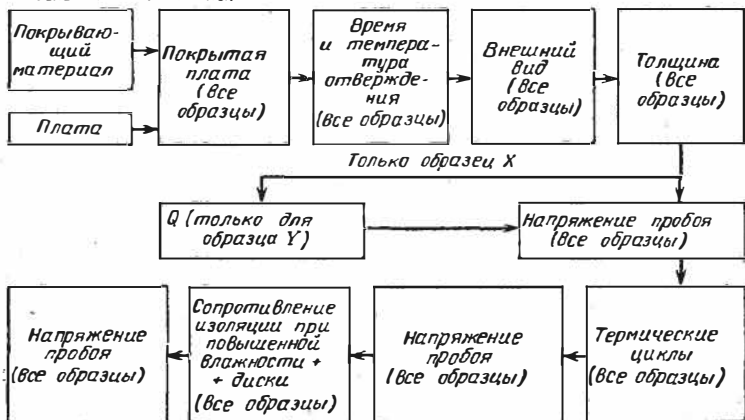 Покрываю-
щий
материал
Плата
Покрытая
плата
(все
образцы)
Время
и темпера-
тура
отвержде-
ния
(все образцы)
Внешний
вид
(все
образцы)
Толщина
(все
образцы)
Только образец X
Q (только для
образца Y)
Напряжение пробоя
(все образцы)
Термические
циклы
(все образцы)
Напряжение
пробоя
(все образцы)
Сопротивление
изоляции при
повышенной
влажности +
+ диски
(все образцы)
Напряжение
пробоя
(все образцы)